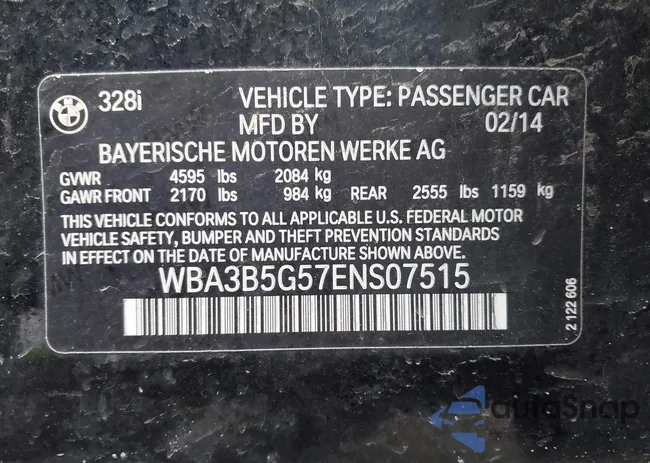 328i VEHICLE TYPE: PASSENGER CAR
MFD BY 02/14
BAYERISCHE MOTOREN WERKE AG
GVWR 4595 lbs 2084 kg
GAWR FRONT 2170 lbs 984 kg REAR 2555 lbs 1159 kg
THIS VEHICLE CONFORMS TO ALL APPLICABLE U.S. FEDERAL MOTOR
VEHICLE SAFETY, BUMPER AND THEFT PREVENTION STANDARDS
IN EFFECT ON THE DATE OF MANUFACTURE SHOWN ABOVE.
WBA3B5G57ENS07515
2 122 606
autoSnap